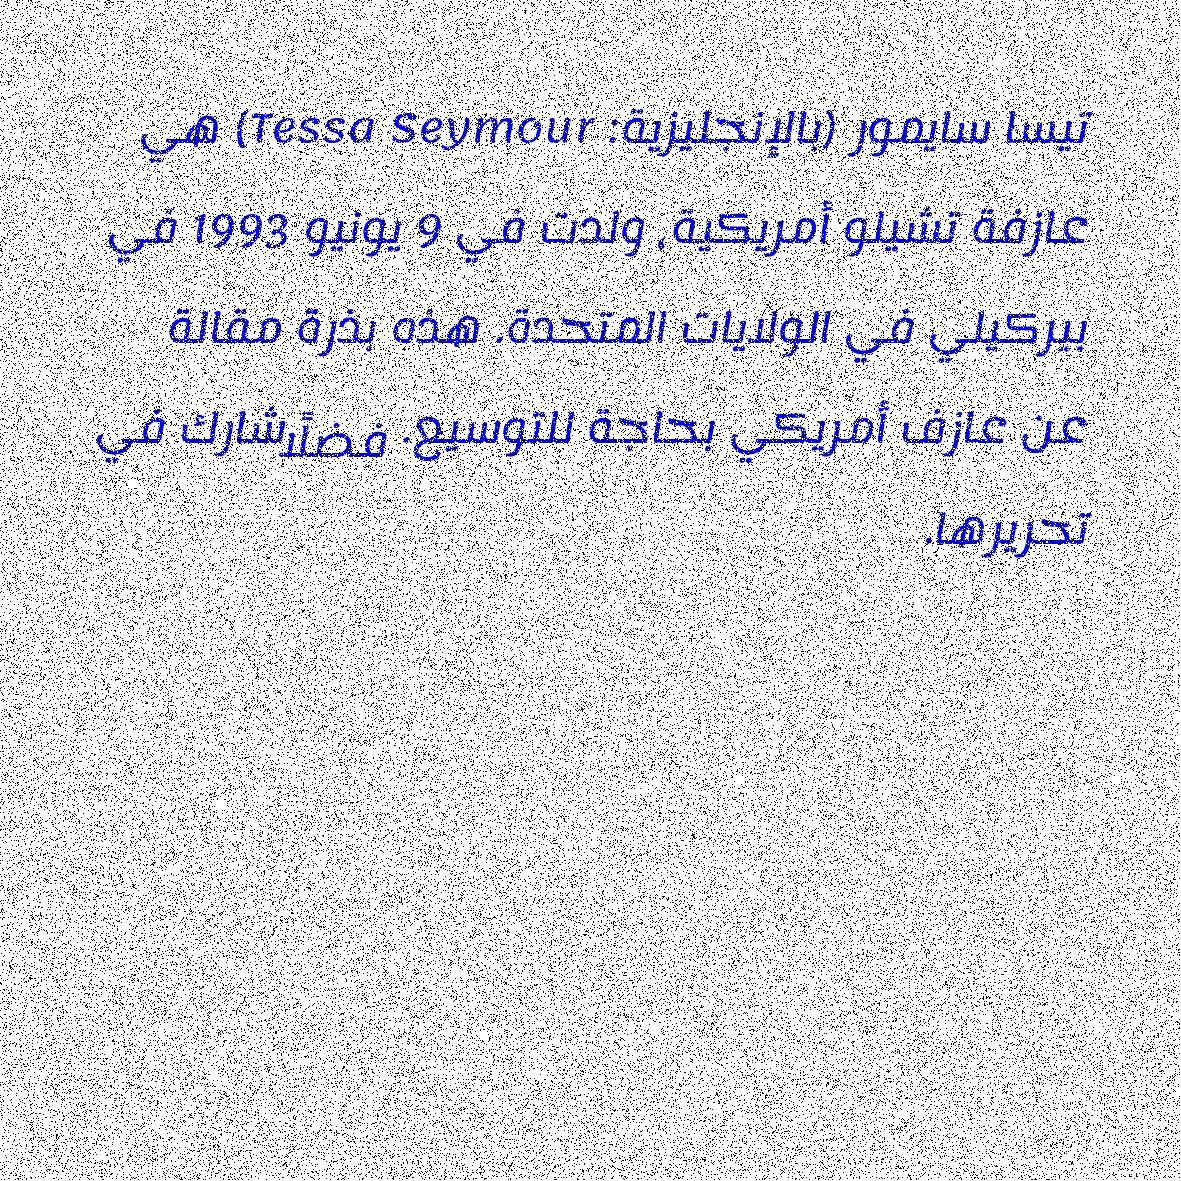 تيسا سايمور (بالإنجليزية: Tessa Seymour) هي
عازفة تشيلو أمريكية، ولدت في 9 يونيو 1993 في
بيركيلي في الولايات المتحدة. هذه بذرة مقالة
عن عازف أمريكي بحاجة للتوسيع. فضلًا شارك في
تحريرها.